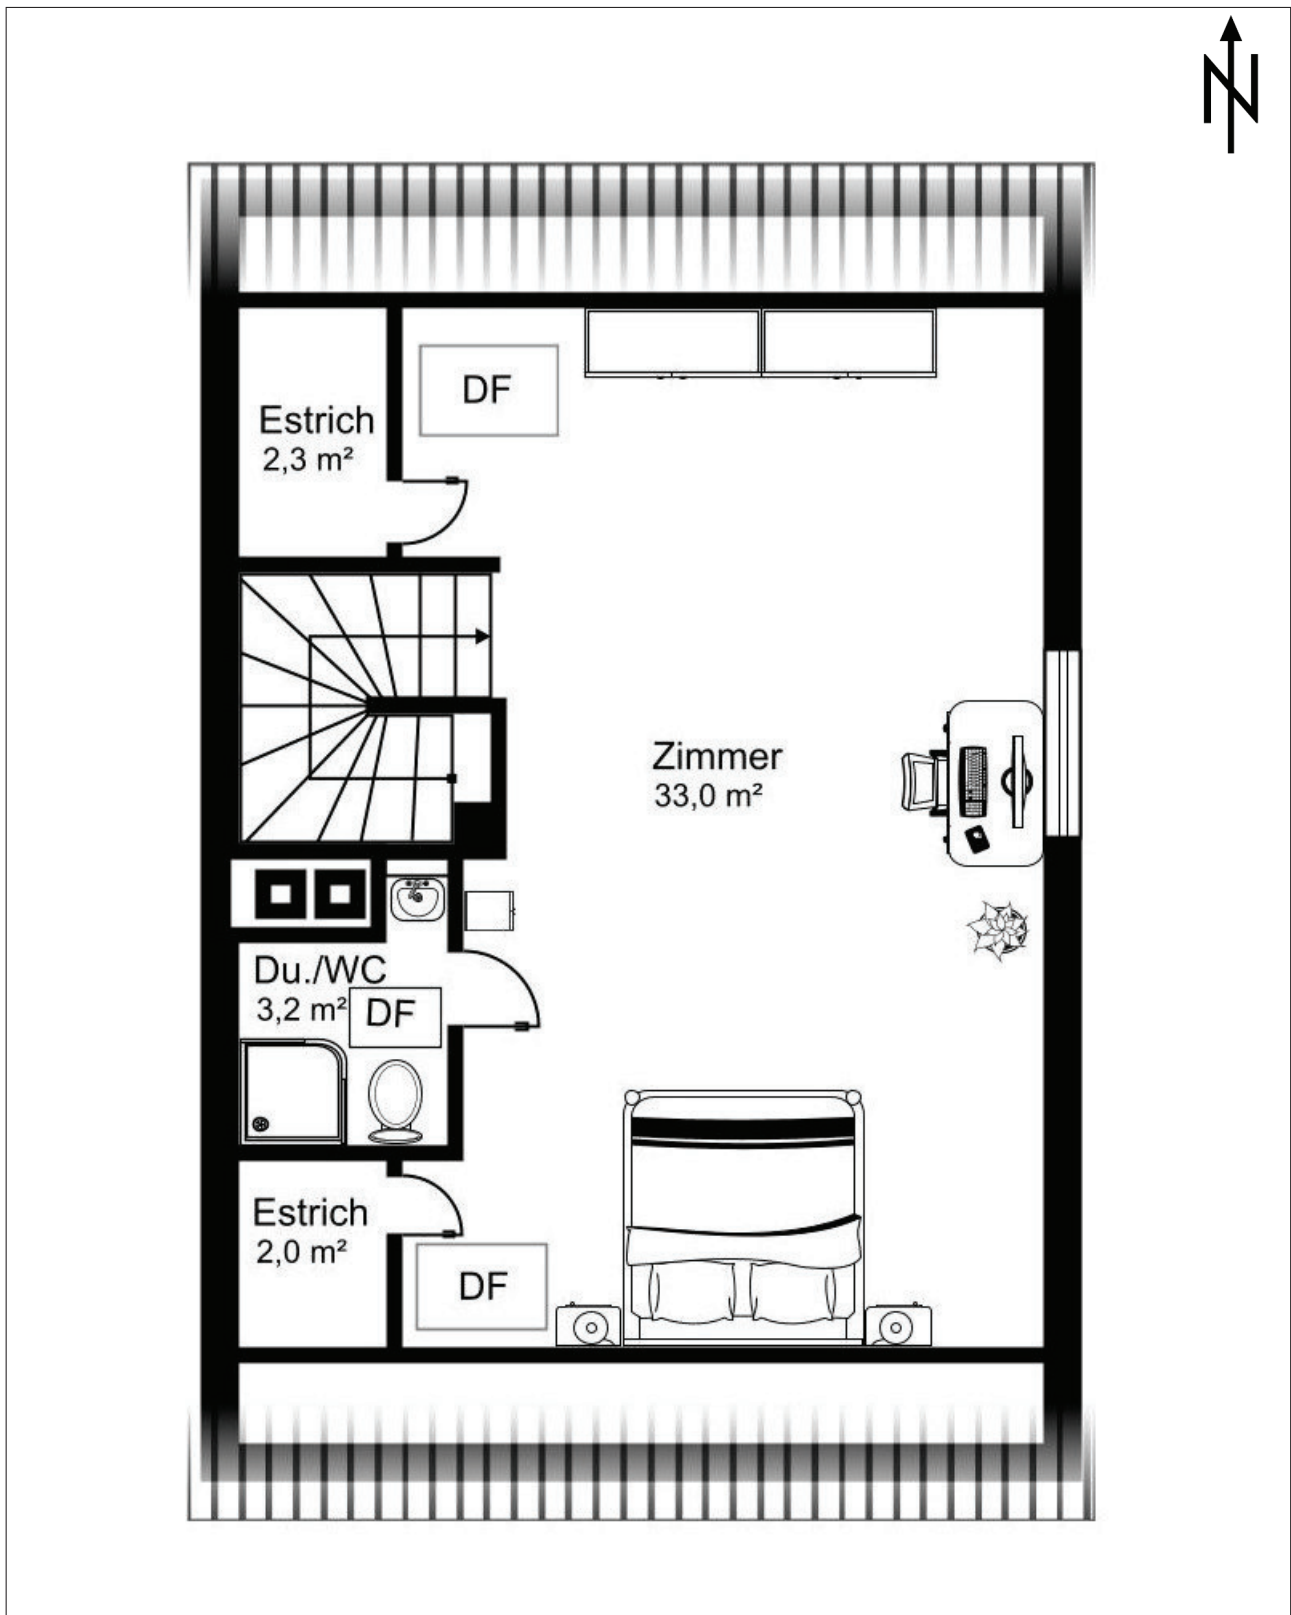 N
DF
Estrich
2,3 m²
Zimmer
33,0 m²
Du./WC
3,2 m²
DF
Estrich
2,0 m²
DF